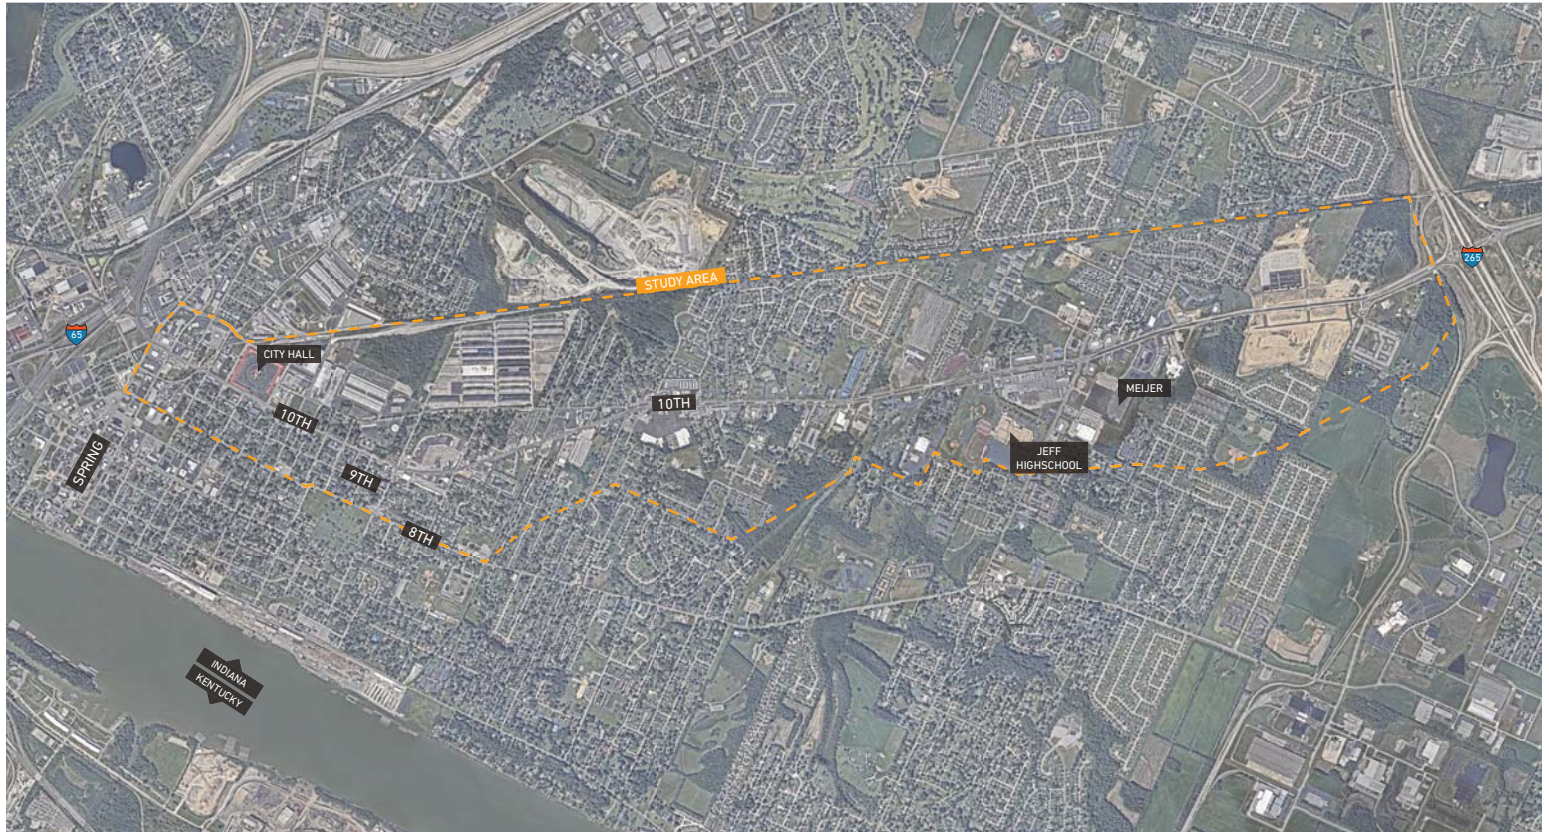 STUDY AREA
265
65
CITY HALL
MEIJER
10TH
10TH
JEFF
HIGHSCHOOL
SPRING
9TH
8TH
INDIANA
KENTUCKY